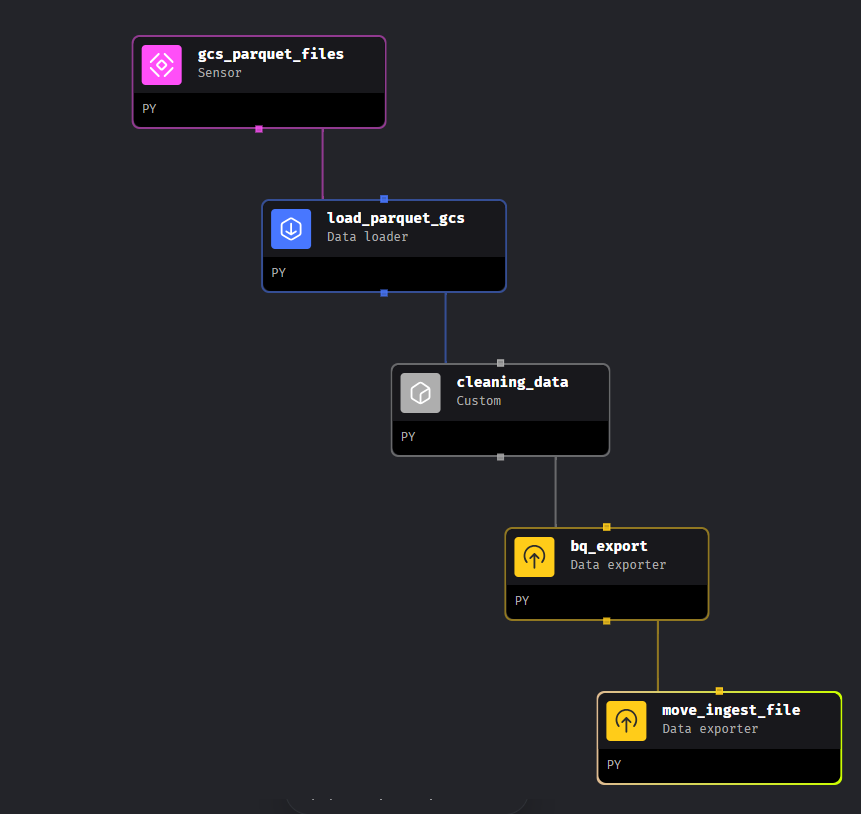 gcs_parquet_files
Sensor
PY
load_parquet_gcs
Data loader
PY
cleaning_data
Custom
PY
bq_export
Data exporter
PY
move_ingest_file
Data exporter
PY